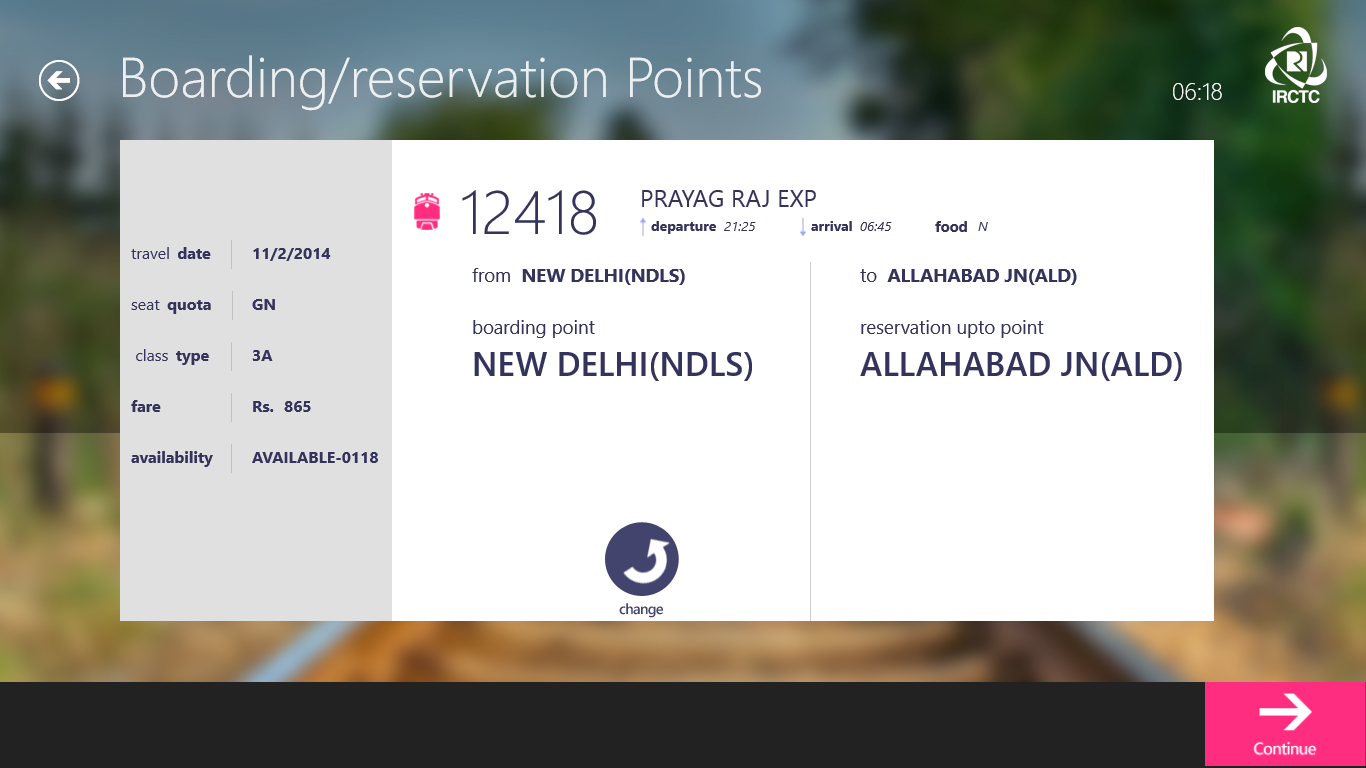 Boarding/reservation Points
06:18
IRCTC
travel date 11/2/2014
seat quota GN
class type 3A
fare Rs. 865
availability AVAILABLE-0118
12418
PRAYAG RAJ EXP
departure 21:25 arrival 06:45 food N
from NEW DELHI(NDLS)
boarding point
NEW DELHI(NDLS)
change
to ALLAHABAD JN(ALD)
reservation upto point
ALLAHABAD JN(ALD)
Continue